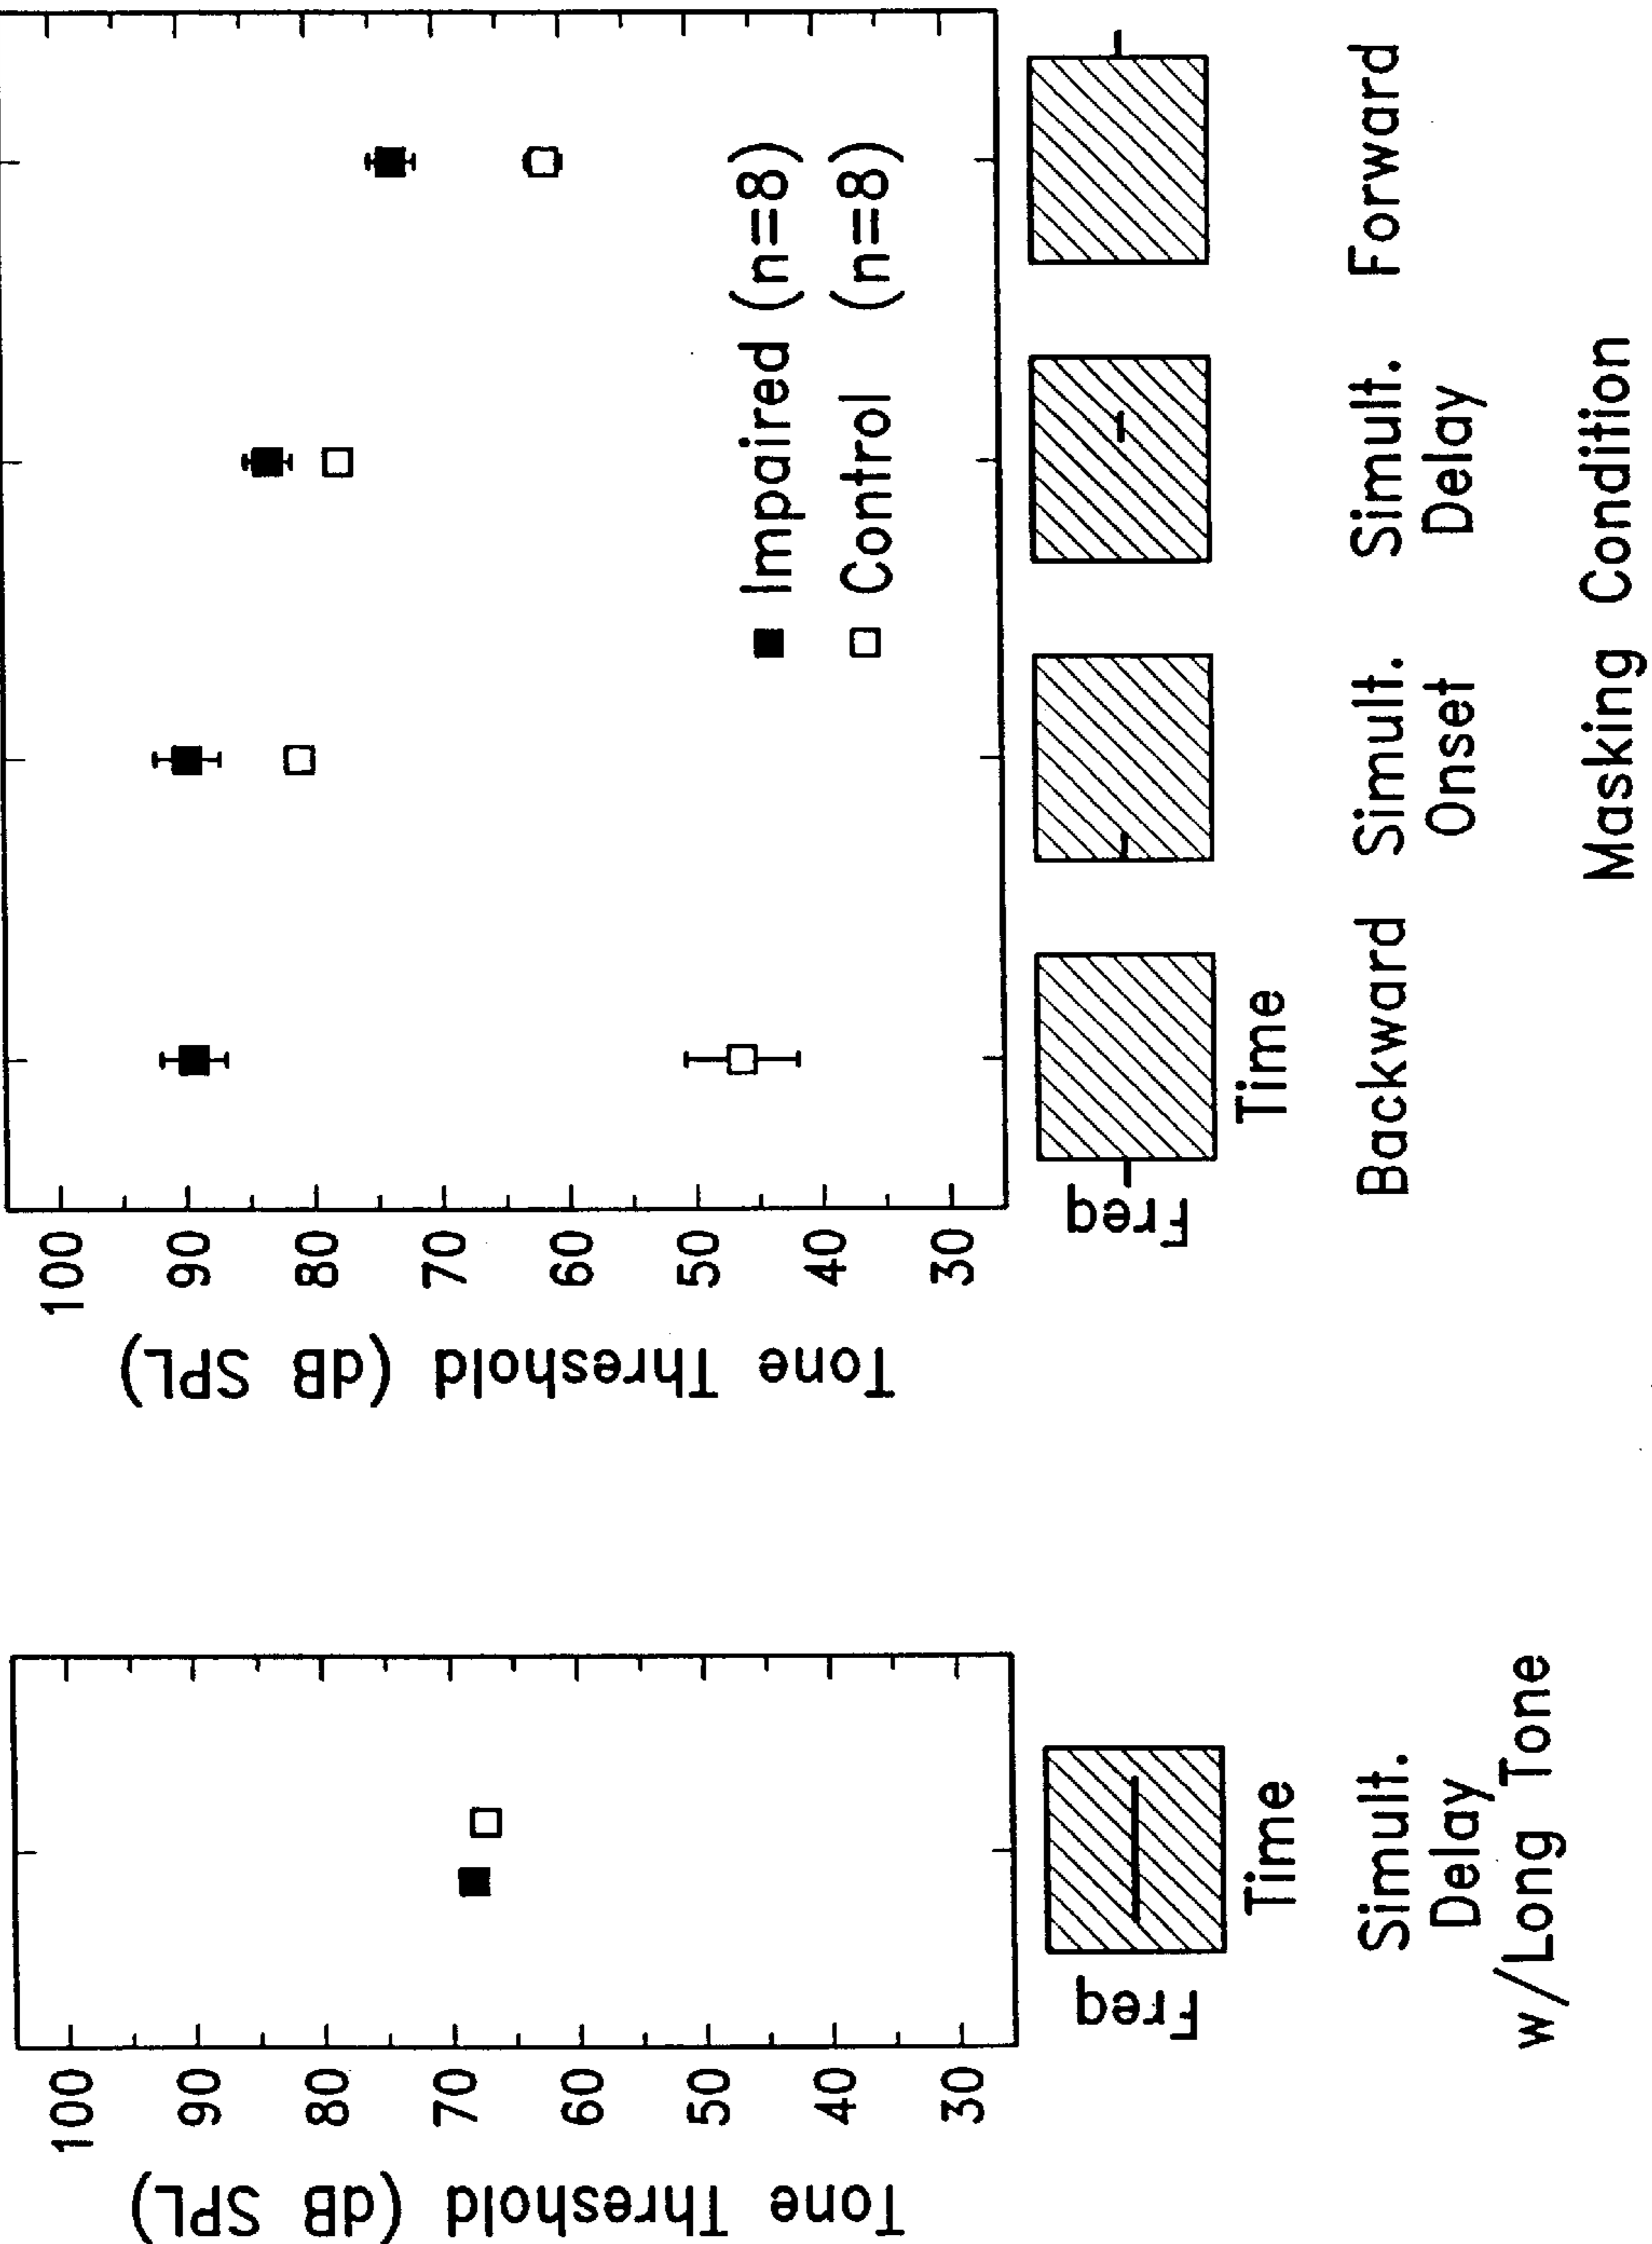 Tone Threshold (dB SPL)
100
90
80
70
60
50
40
30
Freq
Time
Simult.
Delay
w/Long Tone
Tone Threshold (dB SPL)
100
90
80
70
60
50
40
30
Impaired (n=8)
Control (n=8)
Freq
Time
Backward
Simult.
Onset
Simult.
Delay
Forward
Masking Condition